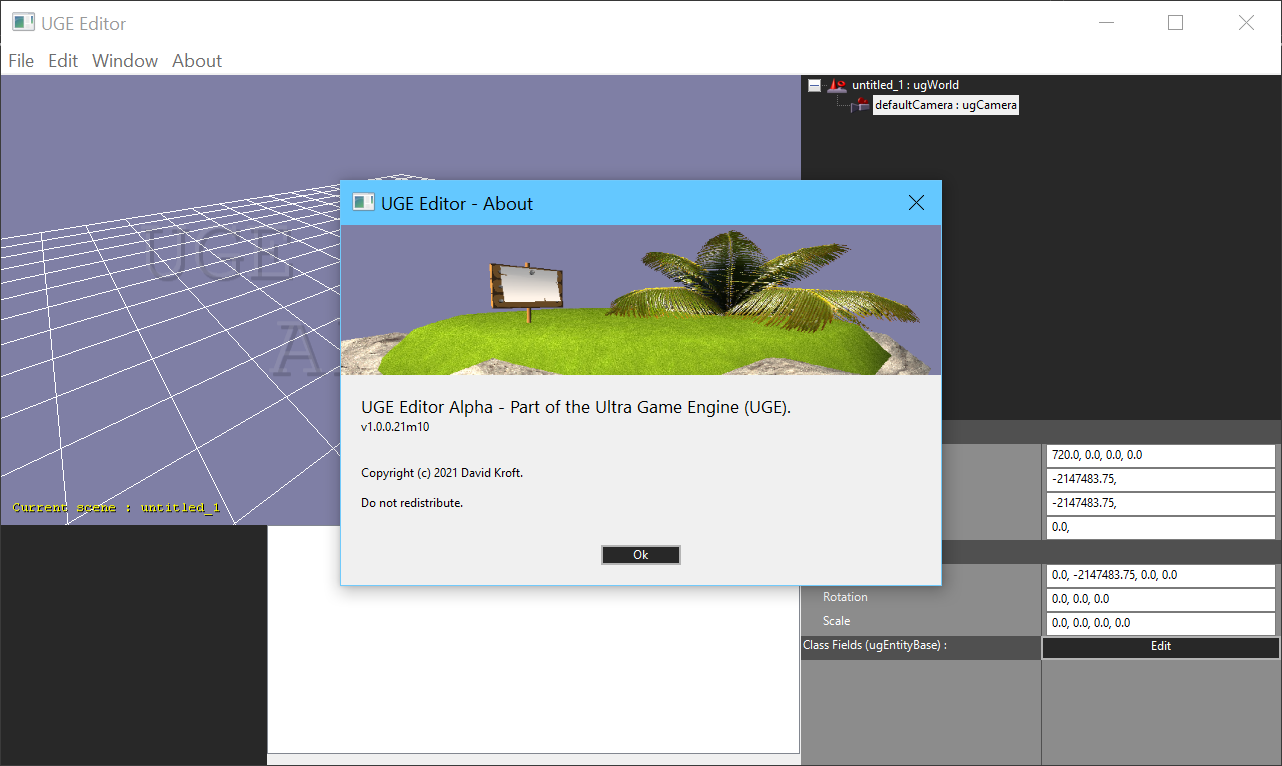 UGE Editor
File Edit Window About
untitled_1 : ugWorld
defaultCamera : ugCamera
UGE
A
Current scene : untitled_1
UGE Editor - About
UGE Editor Alpha - Part of the Ultra Game Engine (UGE).
v1.0.0.21m10
Copyright (c) 2021 David Kroft.
Do not redistribute.
Ok
720.0, 0.0, 0.0, 0.0
-2147483.75,
-2147483.75,
0.0,
0.0, -2147483.75, 0.0, 0.0
Rotation 0.0, 0.0, 0.0
Scale 0.0, 0.0, 0.0, 0.0
Class Fields (ugEntityBase) : Edit